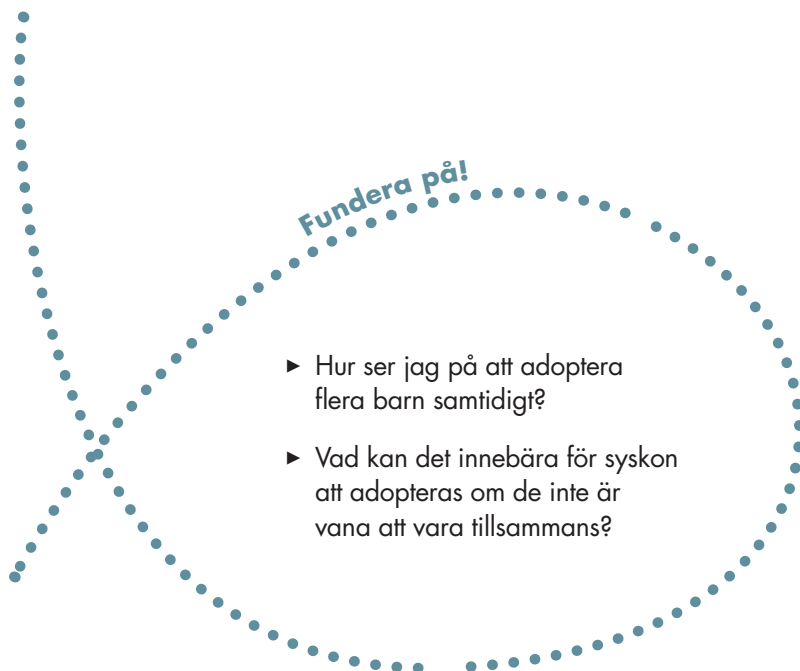 Fundera på!
► Hur ser jag på att adoptera
flera barn samtidigt?
► Vad kan det innebära för syskon
att adopteras om de inte är
vana att vara tillsammans?